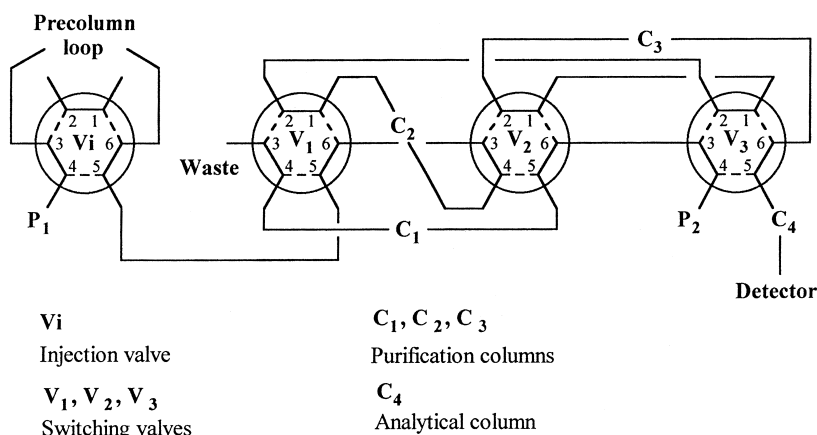 Precolumn
loop
C3
2 1
3 Vi 6
4 5
2 1
3 V1 6
4 5
C2
2 1
3 V2 6
4 5
2 1
3 V3 6
4 5
Waste
P1
C1
P2
C4
Detector
Vi
Injection valve
V1, V2, V3
Switching valves
C1, C2, C3
Purification columns
C4
Analytical column